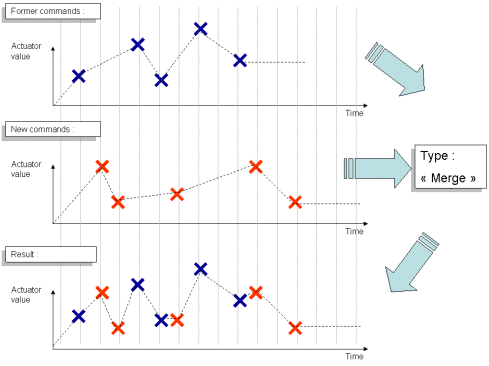 Former commands :
Actuator
value
Time
New commands :
Actuator
value
Time
Type :
« Merge »
Result :
Actuator
value
Time